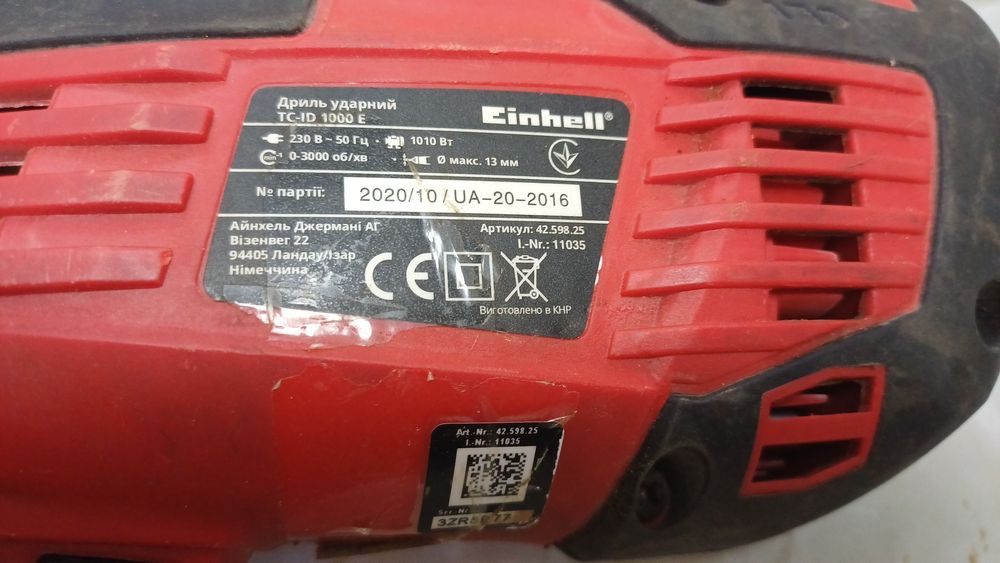 Дриль ударний
TC-ID 1000 E
Einhell®
230 В ~ 50 Гц · 1010 Вт
min⁻¹ 0-3000 об/хв Ø макс. 13 мм
№ партії: 2020/10/UA-20-2016
Айнхель Джермані АГ
Візенвег 22
94405 Ландау/Ізар
Німеччина
Артикул: 42.598.25
I.-Nr.: 11035
CE
Виготовлено в КНР
Art.-Nr.: 42.598.25
I.-Nr.: 11035